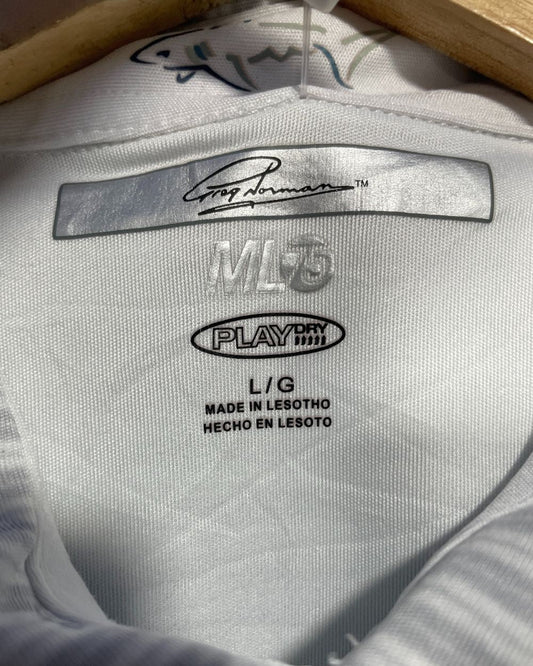 Greg Norman™
ML75
PLAYDRY
L/G
MADE IN LESOTHO
HECHO EN LESOTO